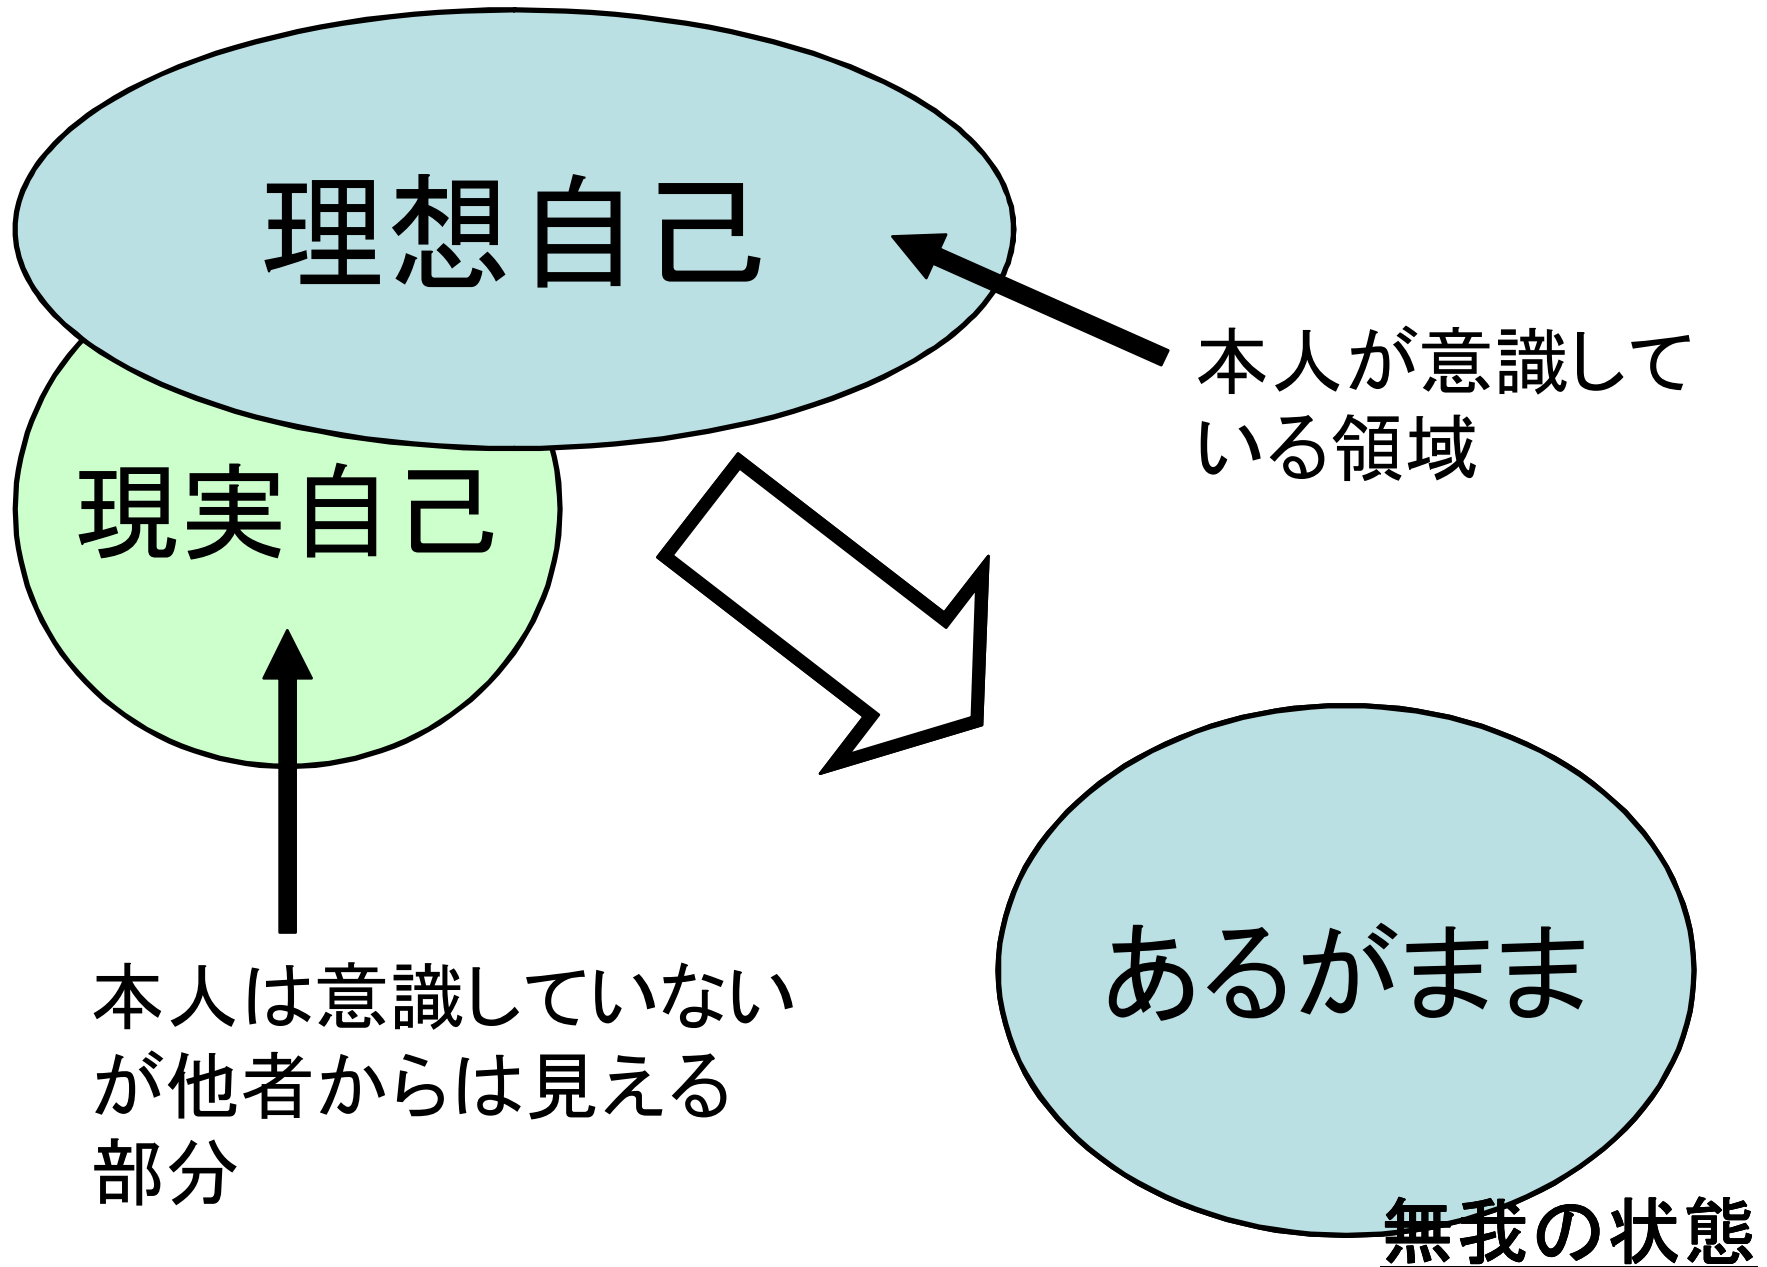 理想自己
本人が意識して
いる領域
現実自己
本人は意識していない
が他者からは見える
部分
あるがまま
無我の状態